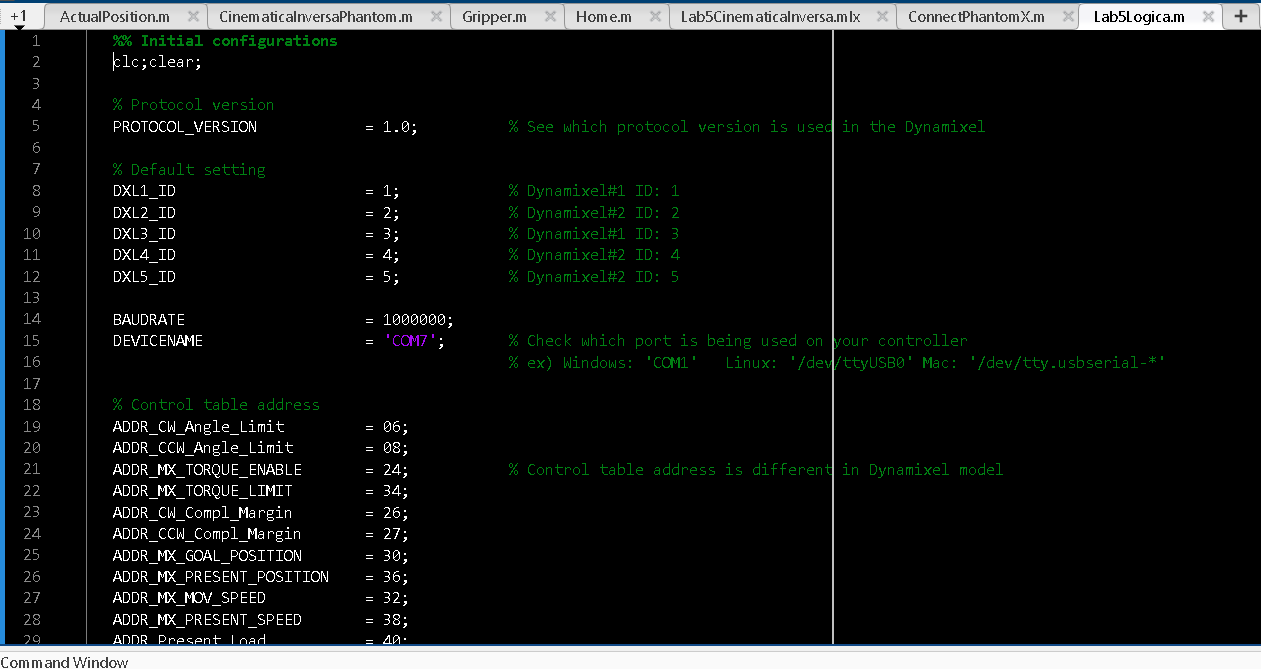 +1 ActualPosition.m CinematicaInversaPhantom.m Gripper.m Home.m Lab5CinematicaInversa.mlx ConnectPhantomX.m Lab5Logica.m
1 %% Initial configurations
2 clc;clear;
3
4 % Protocol version
5 PROTOCOL_VERSION = 1.0; % See which protocol version is used in the Dynamixel
6
7 % Default setting
8 DXL1_ID = 1; % Dynamixel#1 ID: 1
9 DXL2_ID = 2; % Dynamixel#2 ID: 2
10 DXL3_ID = 3; % Dynamixel#1 ID: 3
11 DXL4_ID = 4; % Dynamixel#2 ID: 4
12 DXL5_ID = 5; % Dynamixel#2 ID: 5
13
14 BAUDRATE = 1000000;
15 DEVICENAME = 'COM7'; % Check which port is being used on your controller
16 % ex) Windows: 'COM1' Linux: '/dev/ttyUSB0' Mac: '/dev/tty.usbserial-*'
17
18 % Control table address
19 ADDR_CW_Angle_Limit = 06;
20 ADDR_CCW_Angle_Limit = 08;
21 ADDR_MX_TORQUE_ENABLE = 24; % Control table address is different in Dynamixel model
22 ADDR_MX_TORQUE_LIMIT = 34;
23 ADDR_CW_Compl_Margin = 26;
24 ADDR_CCW_Compl_Margin = 27;
25 ADDR_MX_GOAL_POSITION = 30;
26 ADDR_MX_PRESENT_POSITION = 36;
27 ADDR_MX_MOV_SPEED = 32;
28 ADDR_MX_PRESENT_SPEED = 38;
29 ADDR_Present_Load = 40;
Command Window